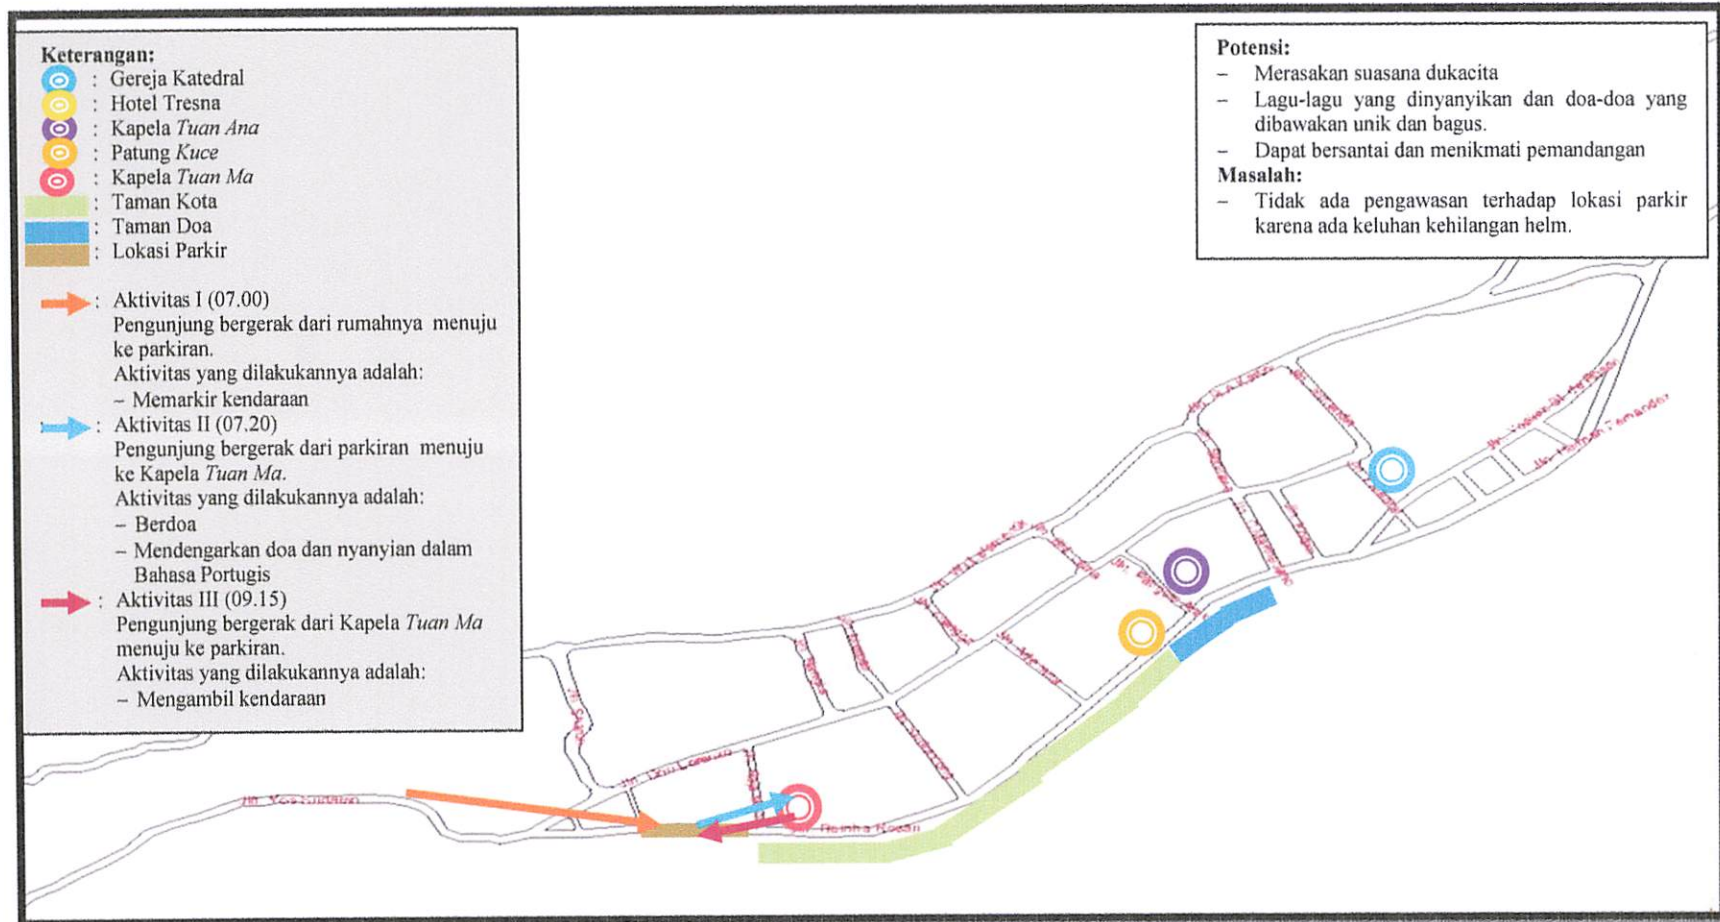 Keterangan:
: Gereja Katedral
: Hotel Tresna
: Kapela Tuan Ana
: Patung Kuce
: Kapela Tuan Ma
: Taman Kota
: Taman Doa
: Lokasi Parkir
: Aktivitas I (07.00)
Pengunjung bergerak dari rumahnya menuju
ke parkiran.
Aktivitas yang dilakukannya adalah:
– Memarkir kendaraan
: Aktivitas II (07.20)
Pengunjung bergerak dari parkiran menuju
ke Kapela Tuan Ma.
Aktivitas yang dilakukannya adalah:
– Berdoa
– Mendengarkan doa dan nyanyian dalam
Bahasa Portugis
: Aktivitas III (09.15)
Pengunjung bergerak dari Kapela Tuan Ma
menuju ke parkiran.
Aktivitas yang dilakukannya adalah:
– Mengambil kendaraan
Potensi:
– Merasakan suasana dukacita
– Lagu-lagu yang dinyanyikan dan doa-doa yang
dibawakan unik dan bagus.
– Dapat bersantai dan menikmati pemandangan
Masalah:
– Tidak ada pengawasan terhadap lokasi parkir
karena ada keluhan kehilangan helm.